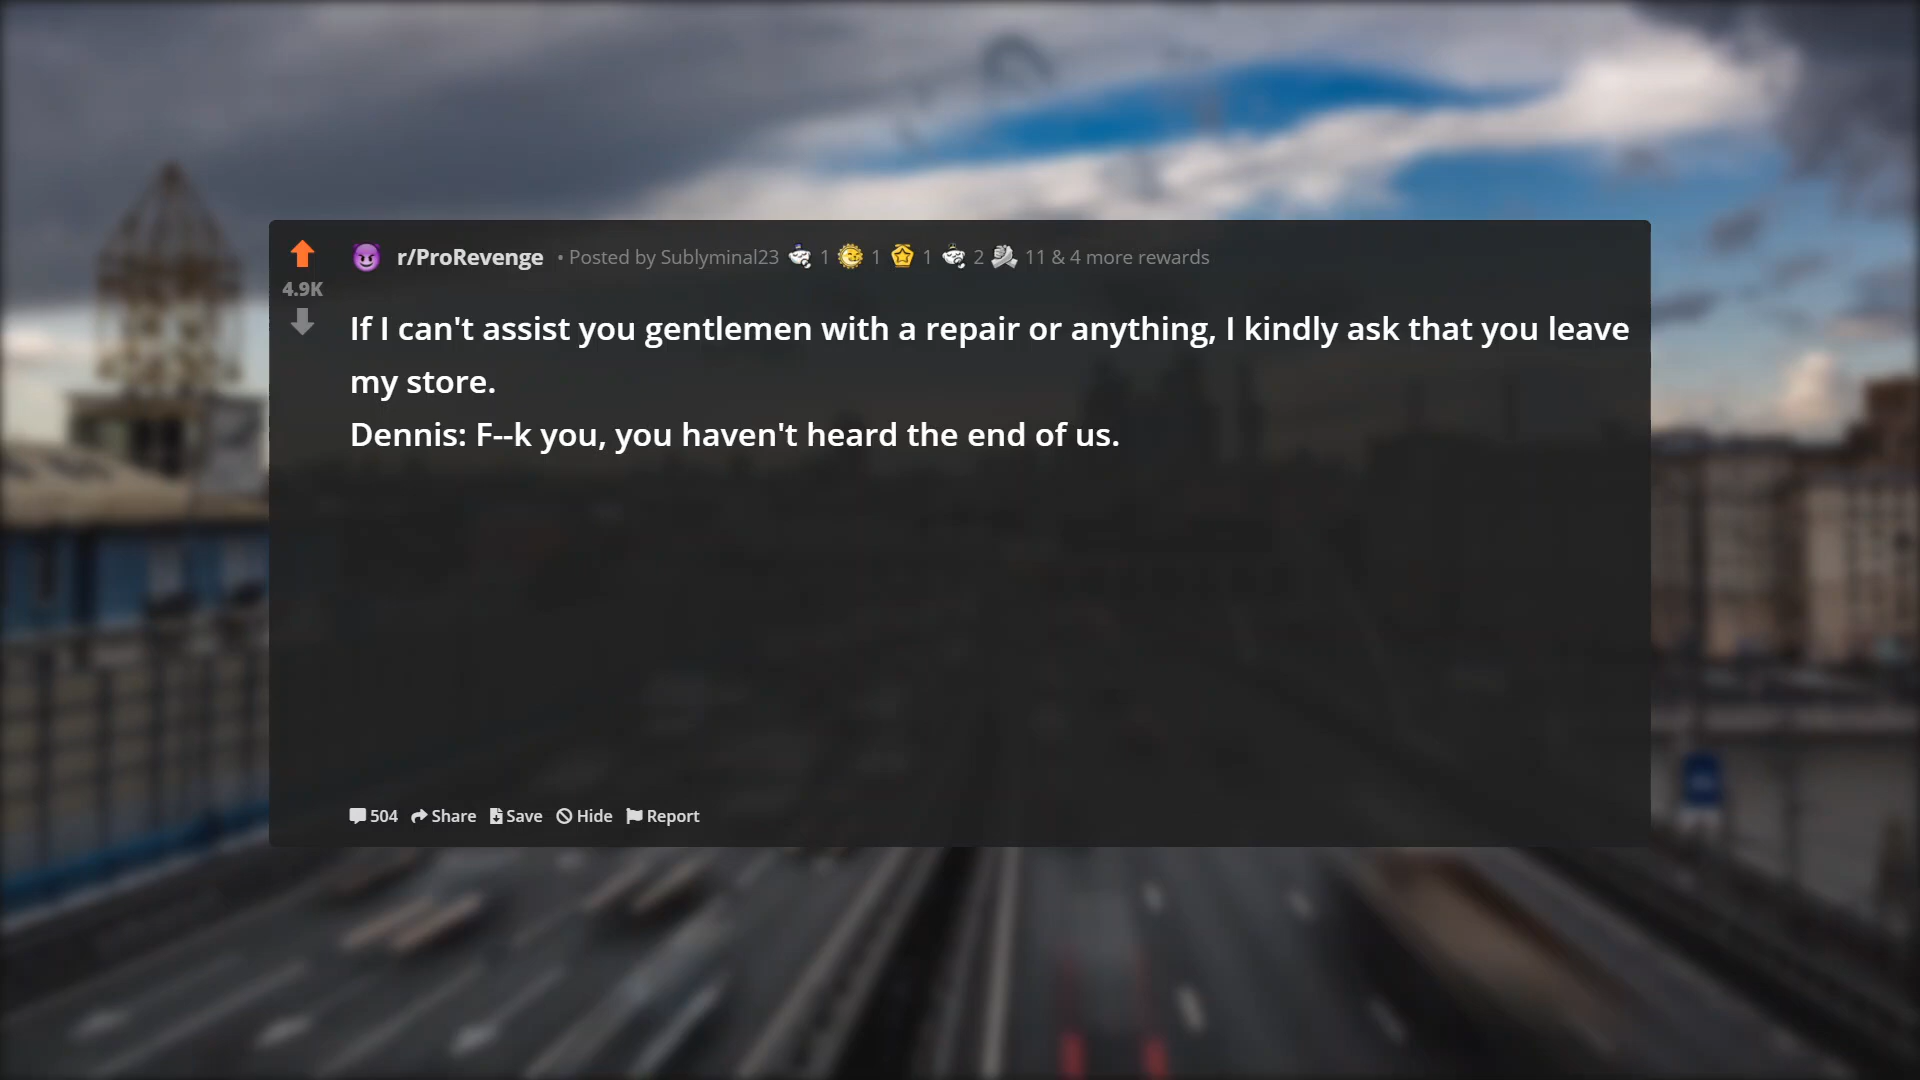 r/ProRevenge • Posted by Sublyminal23 1 1 1 2 11 & 4 more rewards
4.9K
If I can't assist you gentlemen with a repair or anything, I kindly ask that you leave
my store.
Dennis: F--k you, you haven't heard the end of us.
504 Share Save Hide Report